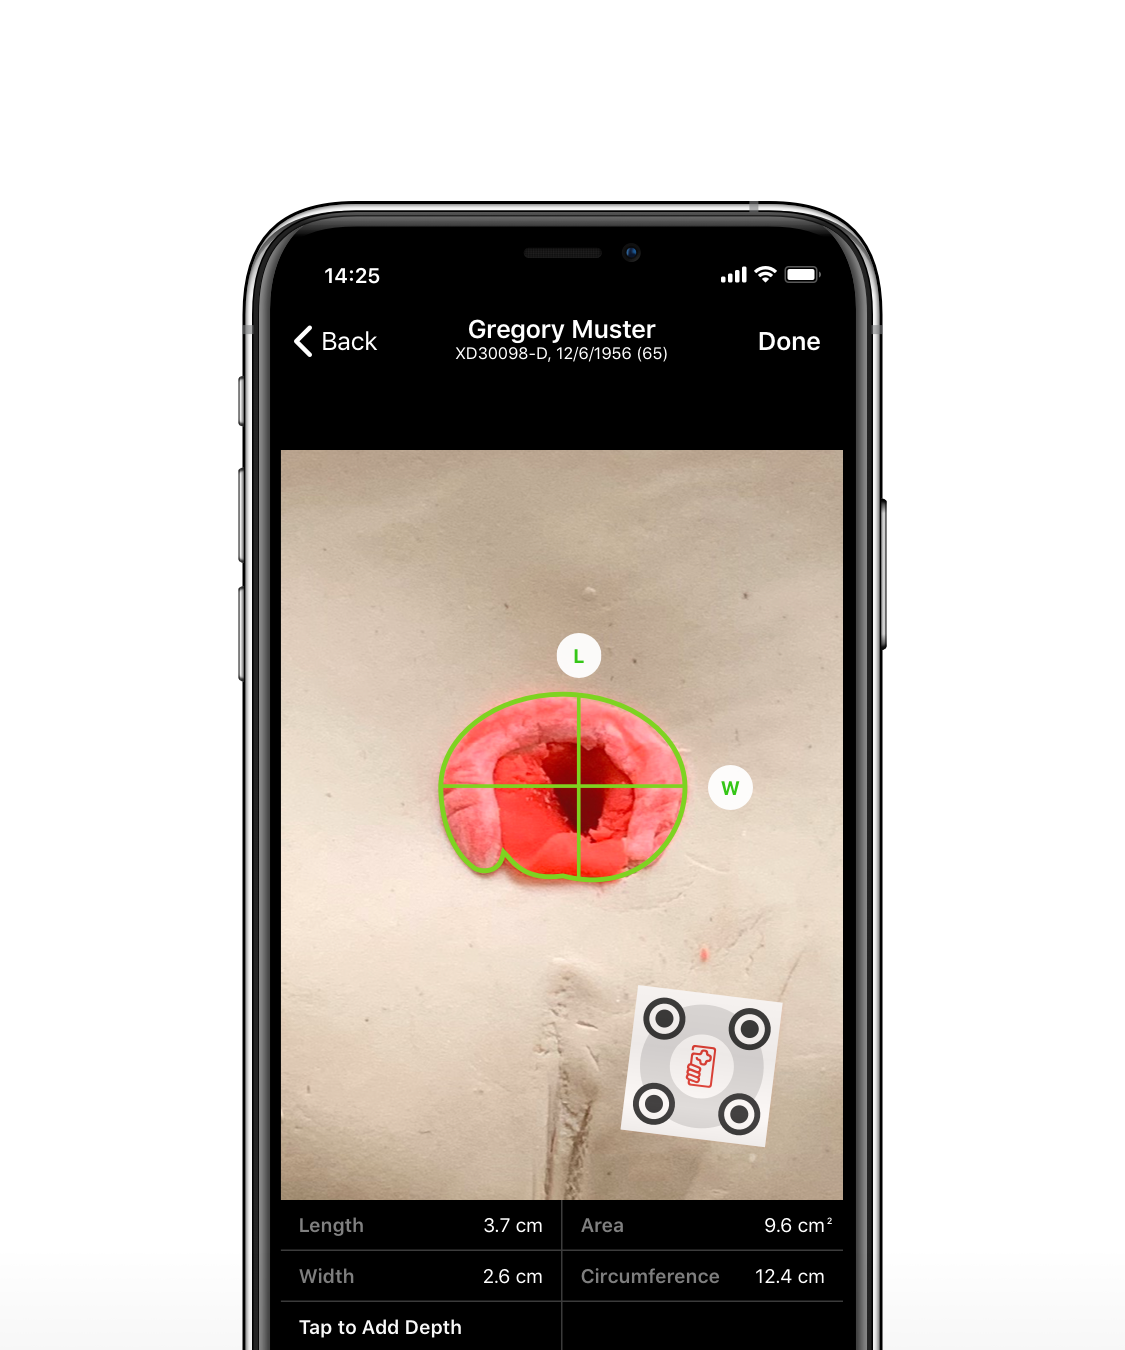 14:25
Back
Gregory Muster
XD30098-D, 12/6/1956 (65)
Done
L
W
Length 3.7 cm
Area 9.6 cm²
Width 2.6 cm
Circumference 12.4 cm
Tap to Add Depth